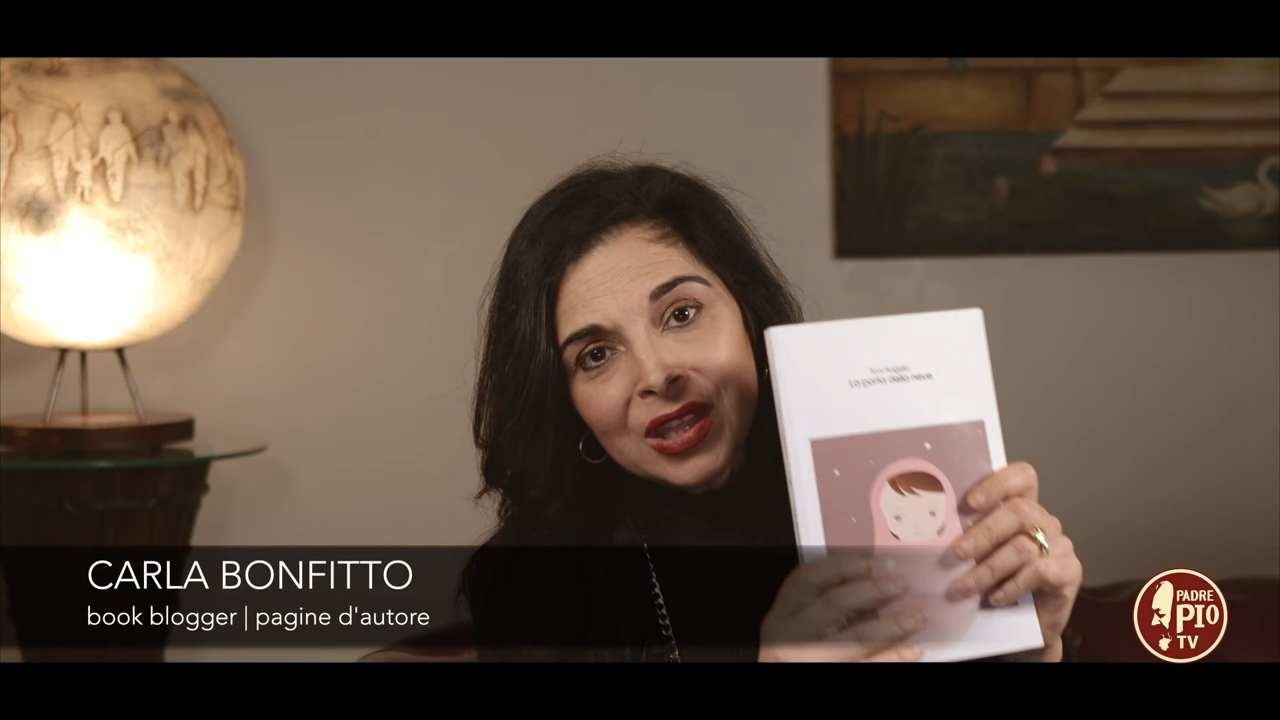 La porta della neve
CARLA BONFITTO
book blogger | pagine d'autore
PADRE
PIO
TV